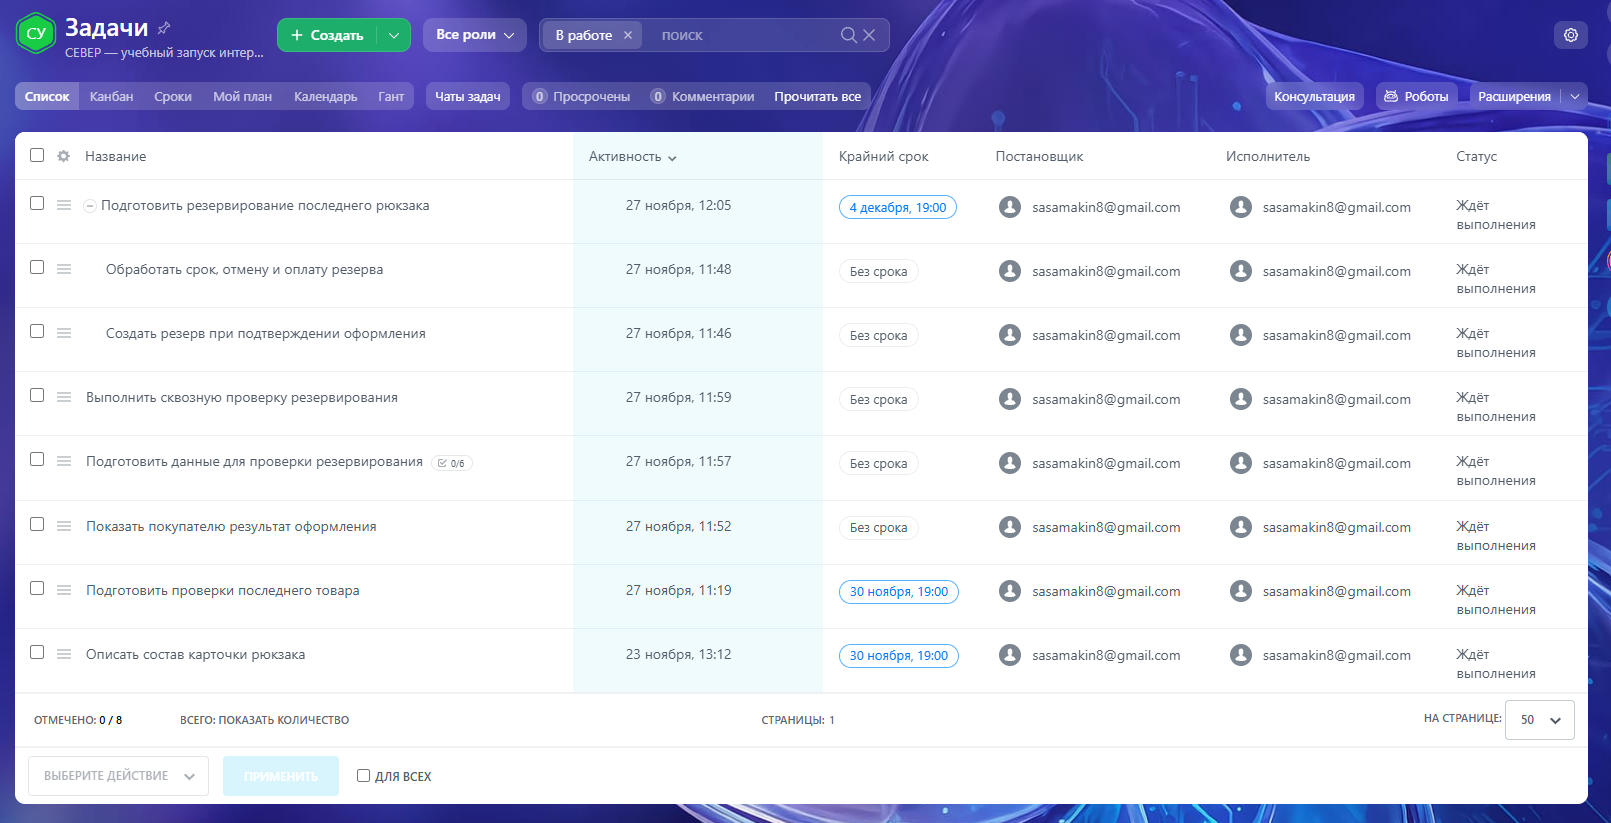 СУ
Задачи
СЕВЕР — учебный запуск интер...
+ Создать
Все роли
В работе ×
поиск
Список
Канбан
Сроки
Мой план
Календарь
Гант
Чаты задач
0 Просрочены
0 Комментарии
Прочитать все
Консультация
Роботы
Расширения
Название
Активность
Крайний срок
Постановщик
Исполнитель
Статус
Подготовить резервирование последнего рюкзака
27 ноября, 12:05
4 декабря, 19:00
sasamakin8@gmail.com
sasamakin8@gmail.com
Ждёт
выполнения
Обработать срок, отмену и оплату резерва
27 ноября, 11:48
Без срока
sasamakin8@gmail.com
sasamakin8@gmail.com
Ждёт
выполнения
Создать резерв при подтверждении оформления
27 ноября, 11:46
Без срока
sasamakin8@gmail.com
sasamakin8@gmail.com
Ждёт
выполнения
Выполнить сквозную проверку резервирования
27 ноября, 11:59
Без срока
sasamakin8@gmail.com
sasamakin8@gmail.com
Ждёт
выполнения
Подготовить данные для проверки резервирования
0/6
27 ноября, 11:57
Без срока
sasamakin8@gmail.com
sasamakin8@gmail.com
Ждёт
выполнения
Показать покупателю результат оформления
27 ноября, 11:52
Без срока
sasamakin8@gmail.com
sasamakin8@gmail.com
Ждёт
выполнения
Подготовить проверки последнего товара
27 ноября, 11:19
30 ноября, 19:00
sasamakin8@gmail.com
sasamakin8@gmail.com
Ждёт
выполнения
Описать состав карточки рюкзака
23 ноября, 13:12
30 ноября, 19:00
sasamakin8@gmail.com
sasamakin8@gmail.com
Ждёт
выполнения
ОТМЕЧЕНО: 0 / 8
ВСЕГО: ПОКАЗАТЬ КОЛИЧЕСТВО
СТРАНИЦЫ: 1
НА СТРАНИЦЕ: 50
ВЫБЕРИТЕ ДЕЙСТВИЕ
ПРИМЕНИТЬ
ДЛЯ ВСЕХ